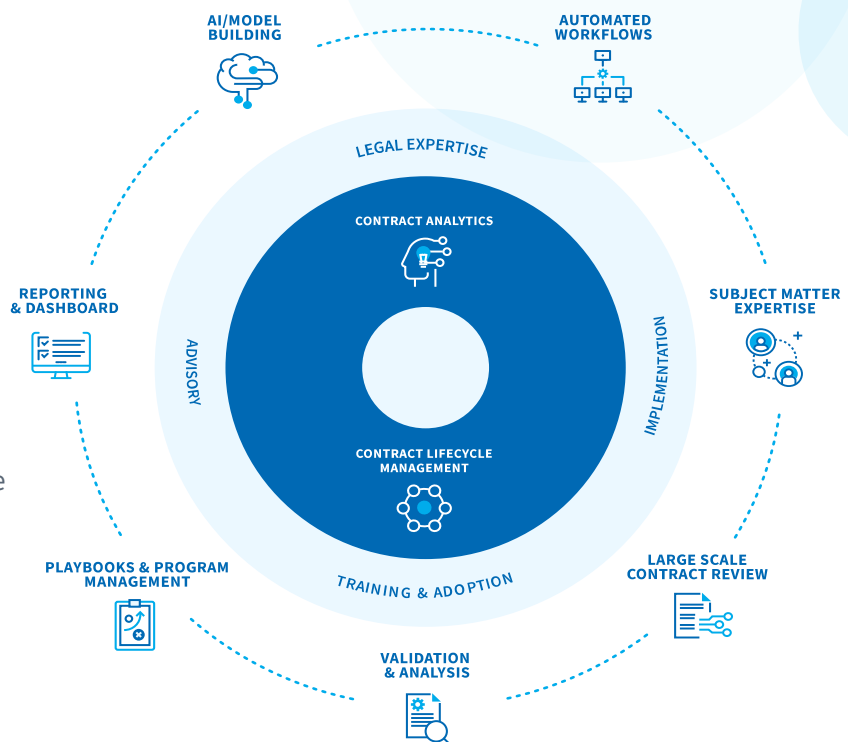 AI/MODEL
BUILDING
AUTOMATED
WORKFLOWS
LEGAL EXPERTISE
CONTRACT ANALYTICS
REPORTING
& DASHBOARD
SUBJECT MATTER
EXPERTISE
ADVISORY
IMPLEMENTATION
CONTRACT LIFECYCLE
MANAGEMENT
e
PLAYBOOKS & PROGRAM
MANAGEMENT
LARGE SCALE
CONTRACT REVIEW
TRAINING & ADOPTION
VALIDATION
& ANALYSIS